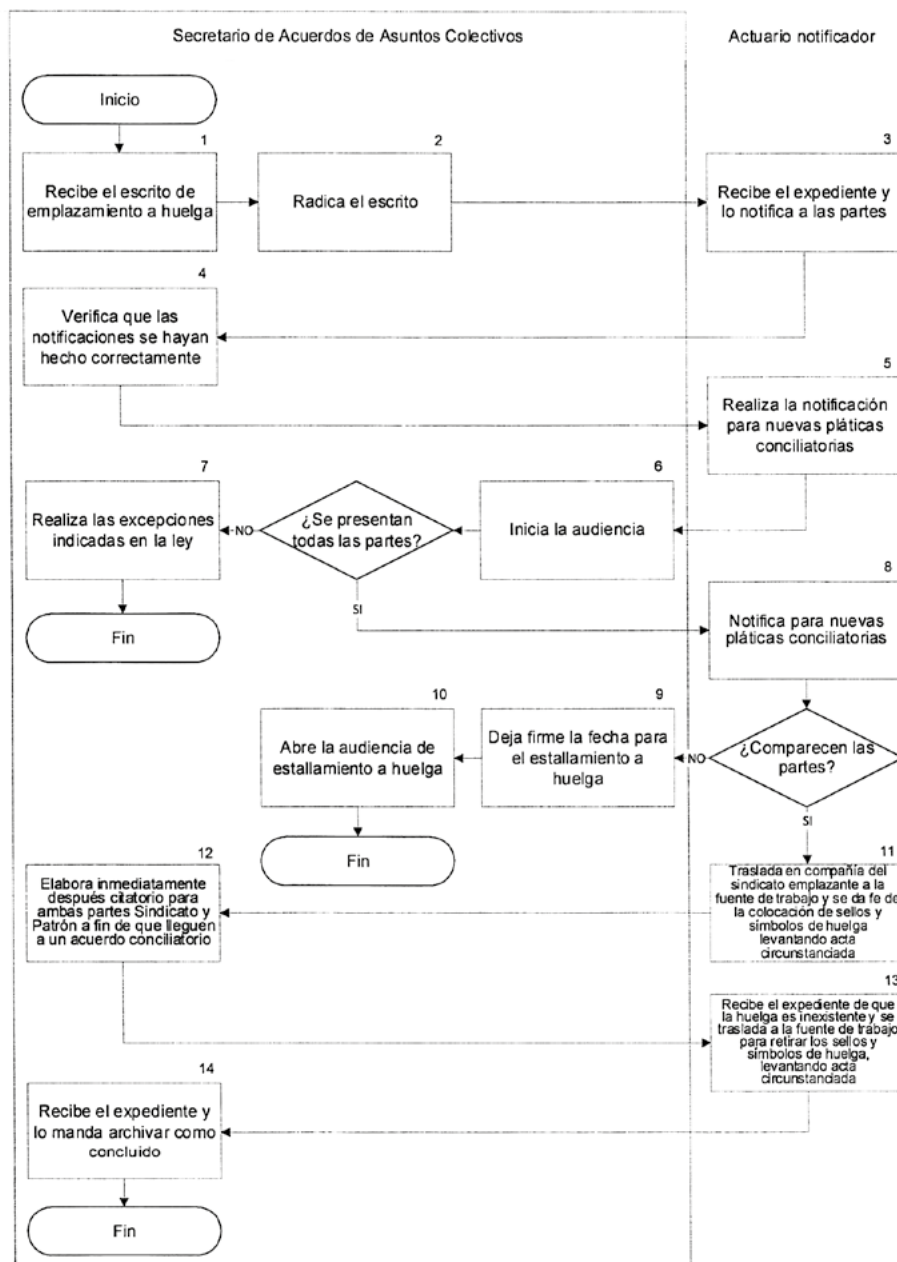 Secretario de Acuerdos de Asuntos Colectivos
Actuario notificador
Inicio
1
Recibe el escrito de
emplazamiento a huelga
2
Radica el escrito
3
Recibe el expediente y
lo notifica a las partes
4
Verifica que las
notificaciones se hayan
hecho correctamente
5
Realiza la notificación
para nuevas pláticas
conciliatorias
6
Inicia la audiencia
¿Se presentan
todas las partes?
NO
SI
7
Realiza las excepciones
indicadas en la ley
Fin
8
Notifica para nuevas
pláticas conciliatorias
¿Comparecen las
partes?
NO
SI
9
Deja firme la fecha para
el estallamiento a
huelga
10
Abre la audiencia de
estallamiento a huelga
Fin
11
Traslada en compañía del
sindicato emplazante a la
fuente de trabajo y se da fe de
la colocación de sellos y
símbolos de huelga
levantando acta
circunstanciada
12
Elabora inmediatamente
después citatorio para
ambas partes Sindicato y
Patrón a fin de que lleguen
a un acuerdo conciliatorio
13
Recibe el expediente de que
la huelga es inexistente y se
traslada a la fuente de trabajo
para retirar los sellos y
símbolos de huelga,
levantando acta
circunstanciada
14
Recibe el expediente y
lo manda archivar como
concluido
Fin